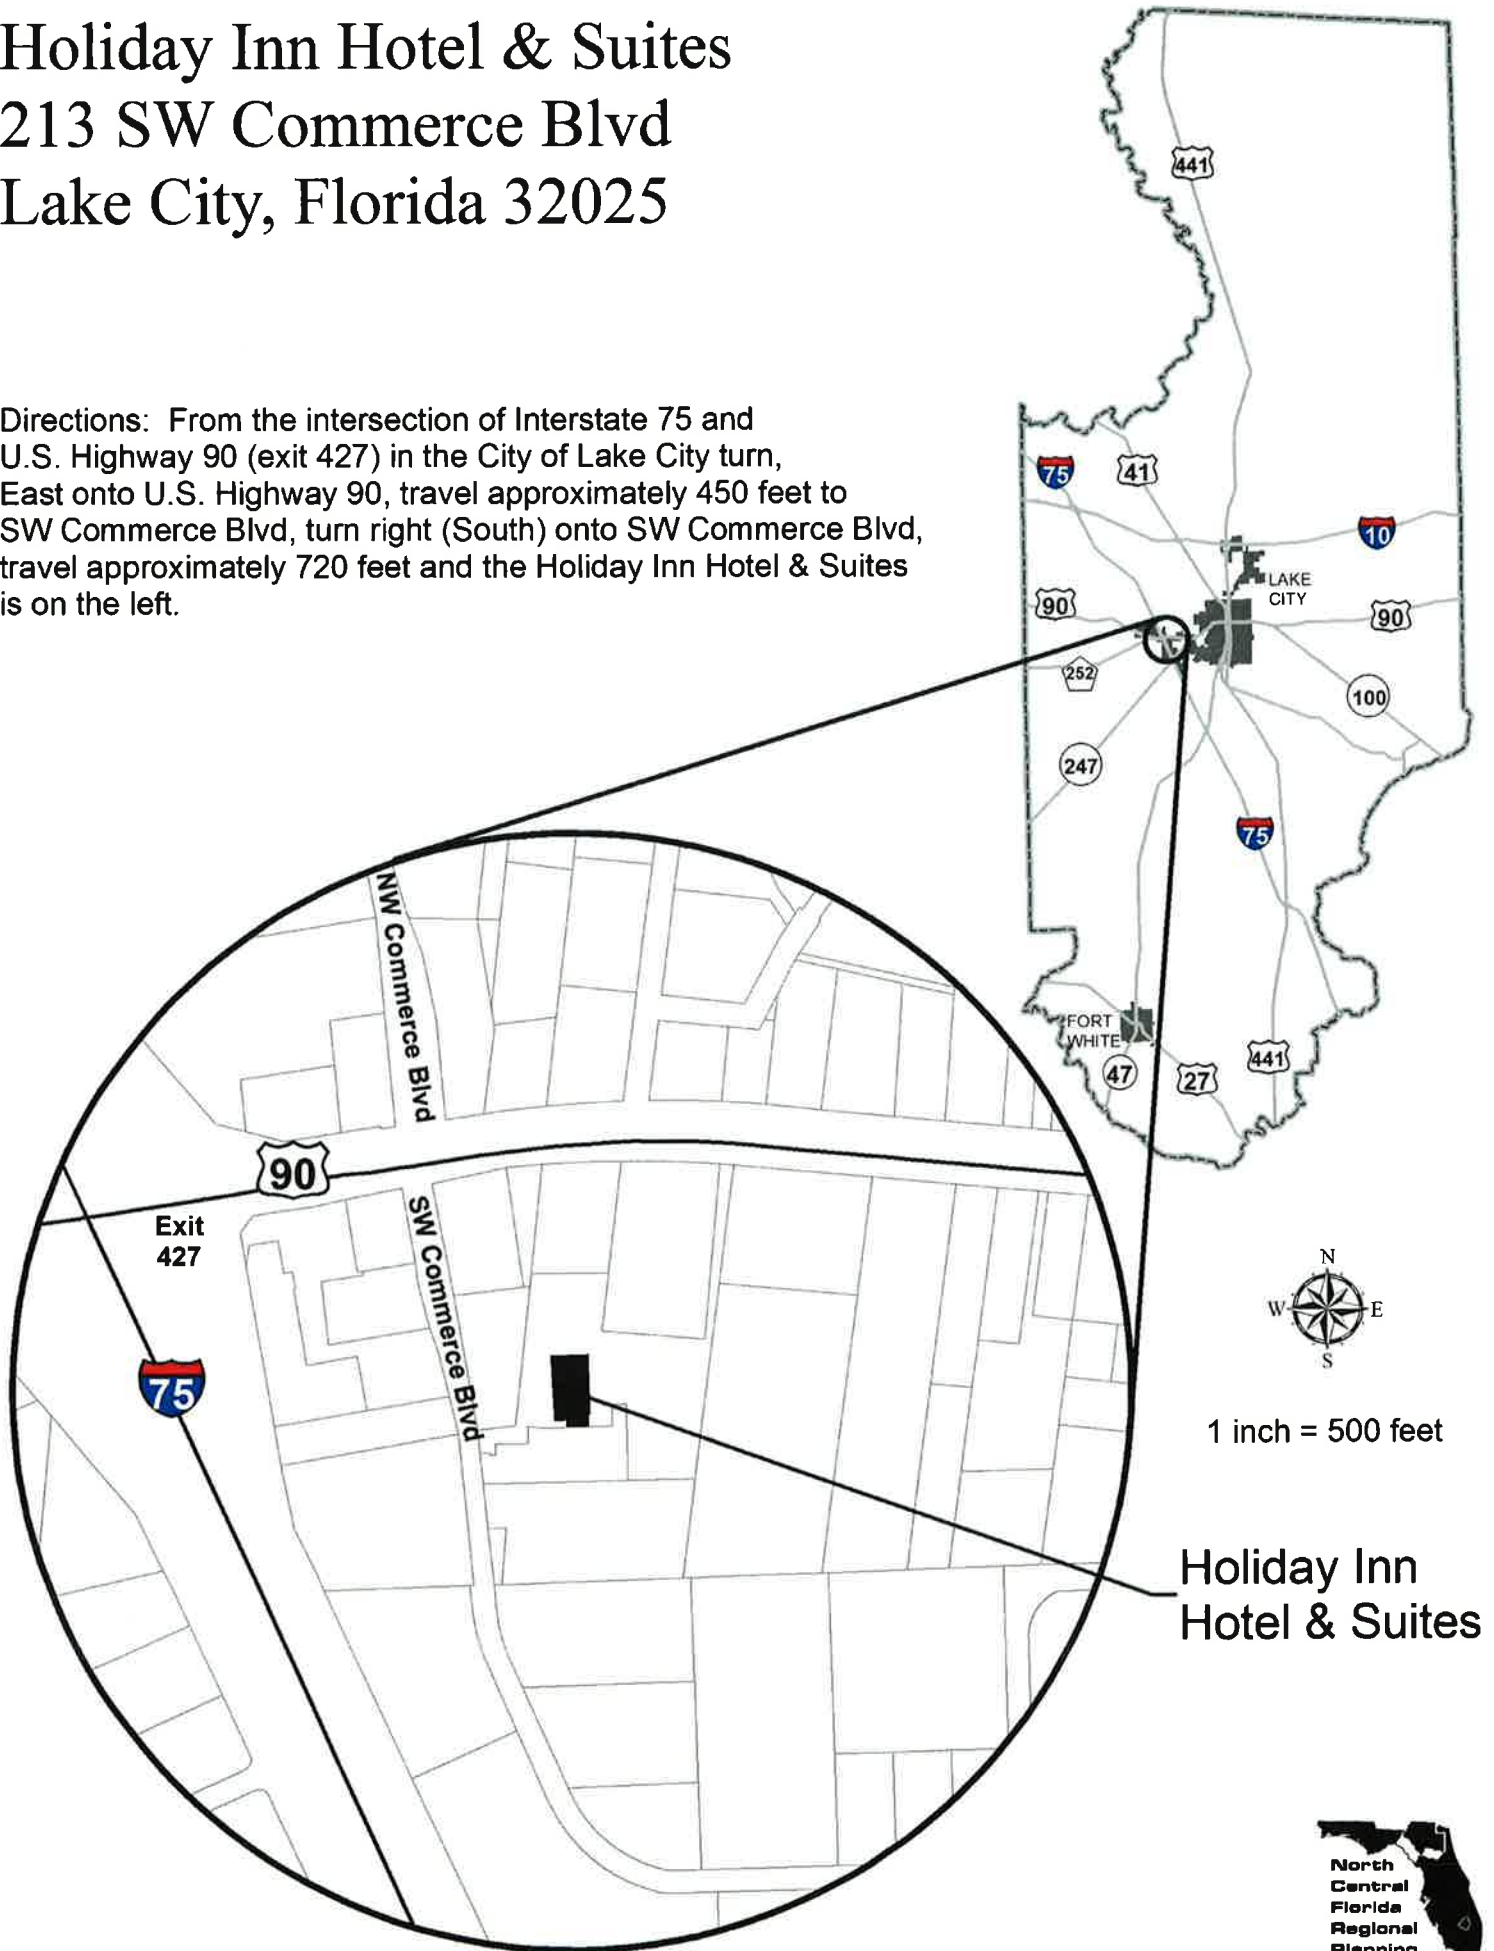 Holiday Inn Hotel & Suites
213 SW Commerce Blvd
Lake City, Florida 32025
Directions: From the intersection of Interstate 75 and
U.S. Highway 90 (exit 427) in the City of Lake City turn,
East onto U.S. Highway 90, travel approximately 450 feet to
SW Commerce Blvd, turn right (South) onto SW Commerce Blvd,
travel approximately 720 feet and the Holiday Inn Hotel & Suites
is on the left.
441
75
41
10
LAKE
CITY
90
90
252
100
247
75
FORT
WHITE
47
27
441
NW Commerce Blvd
90
Exit
427
SW Commerce Blvd
75
N
W
E
S
1 inch = 500 feet
Holiday Inn
Hotel & Suites
North
Central
Florida
Regional
Planning